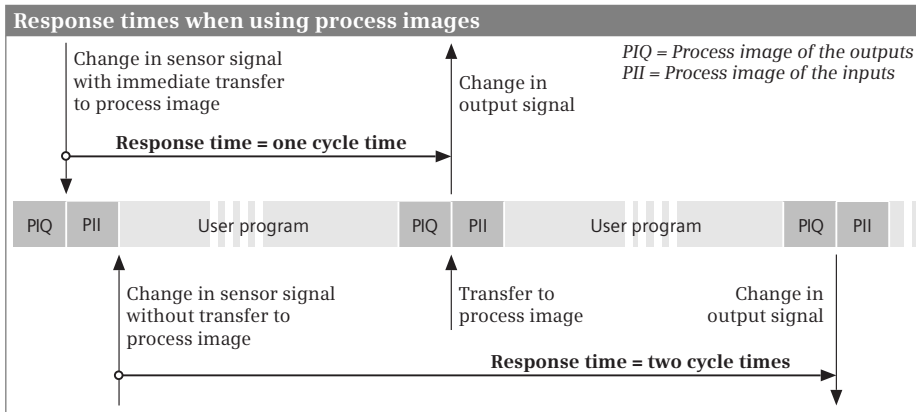 Response times when using process images
Change in sensor signal
with immediate transfer
to process image
Change in
output signal
PIQ = Process image of the outputs
PII = Process image of the inputs
Response time = one cycle time
PIQ PII User program PIQ PII User program PIQ PII
Change in sensor signal
without transfer to
process image
Transfer to
process image
Change in
output signal
Response time = two cycle times